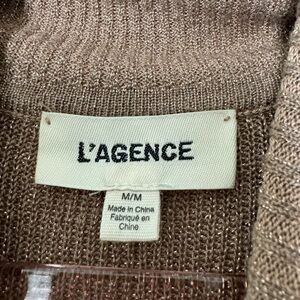 L'AGENCE
M/M
Made in China
Fabriqué en
Chine